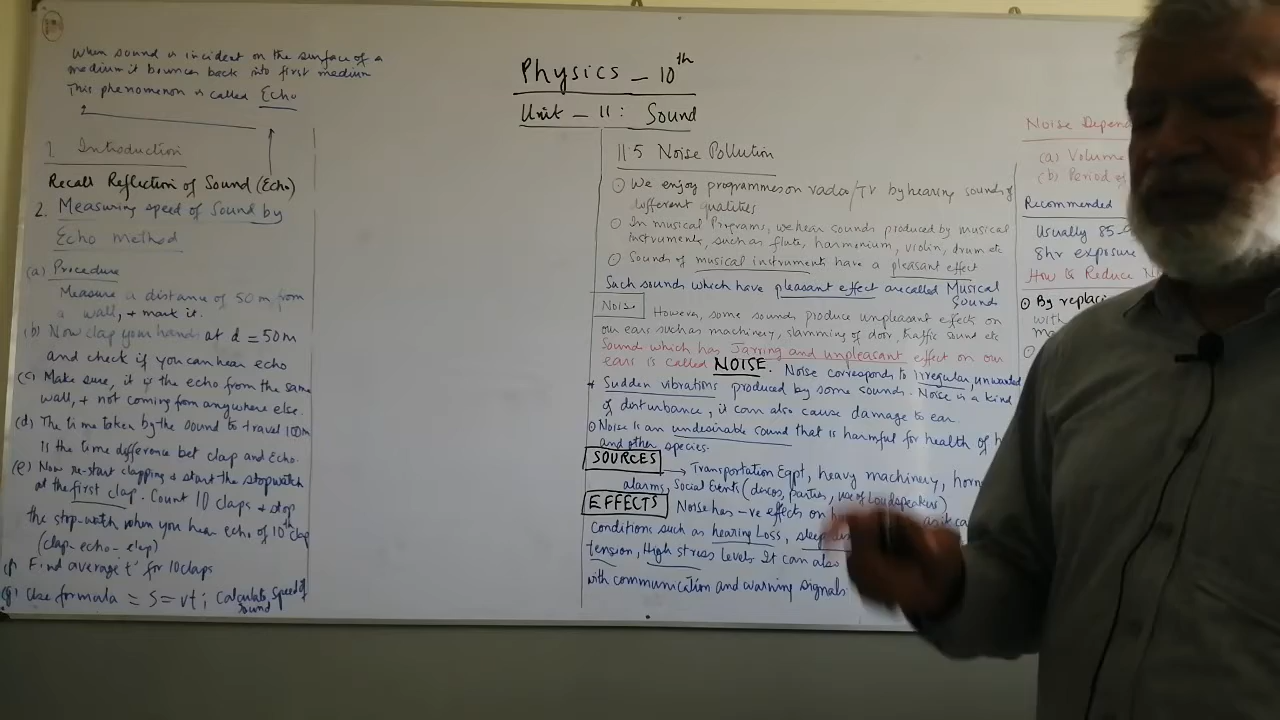 When sound is incident on the surface of a
medium it bounces back into first medium
This phenomenon is called Echo
1. Introduction
Recall Reflection of Sound (Echo)
2. Measuring speed of Sound by
Echo method.
(a) Procedure
Measure a distance of 50 m from
a wall, + mark it.
(b) Now clap your hands at d = 50m
and check if you can hear echo
(c) Make sure, it is the echo from the same
wall, + not coming from anywhere else.
(d) The time taken by the sound to travel 100m
is the time difference bet clap and Echo.
(e) Now re-start clapping + start the stopwatch
at the first clap. Count 10 claps + stop
the stop-watch when you hear echo of 10th clap
(clap-echo-clap)
(f) Find average 't' for 10 claps
(g) Use formula = S = vt; Calculate speed of
sound
Physics - 10th
Unit - 11: Sound
11.5 Noise Pollution
We enjoy programmes on radio/TV by hearing sounds of
different qualities
In musical Programs, we hear sounds produced by musical
instruments, such as flute, harmonium, violin, drum etc
Sounds of musical instruments have a pleasant effect
Such sounds which have pleasant effect are called Musical
Sound
Noise However, some sounds produce unpleasant effects on
our ears such as machinery, slamming of door, traffic sound etc
Sound which has Jarring and unpleasant effect on our
ears is called NOISE. Noise corresponds to irregular, unwanted
+ Sudden vibrations produced by some sounds. Noise is a kind
of disturbance, it can also cause damage to ear.
Noise is an undesirable sound that is harmful for health of h
and other species.
SOURCES → Transportation Eqpt, heavy machinery, horn
alarms, Social Events (discos, parties, use of Loudspeakers)
EFFECTS Noise has -ve effects on as it ca
Conditions such as hearing Loss, sleep
tension, High stress levels. It can also
with communication and warning signals
Noise Depen
(a) Volume
(b) Period of
Recommended
Usually 85
8hr exposure
How to Reduce N
By replaci
with